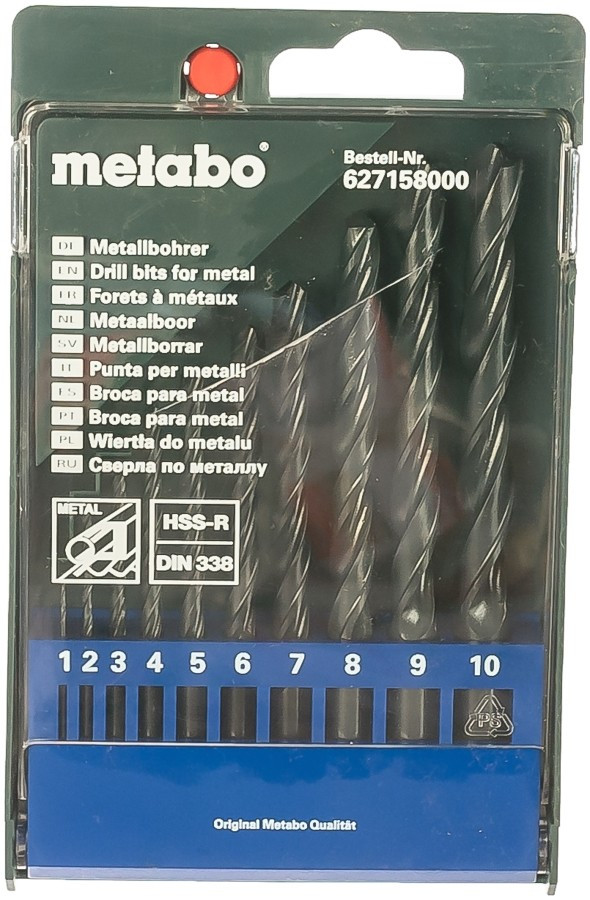 metabo®
Bestell-Nr.
627158000
DE Metallbohrer
EN Drill bits for metal
FR Forets à métaux
NL Metaalboor
SV Metallborrar
IT Punta per metalli
ES Broca para metal
PT Broca para metal
PL Wiertła do metalu
RU Сверла по металлу
METAL
HSS-R
DIN 338
1 2 3 4 5 6 7 8 9 10
PS
Original Metabo Qualität